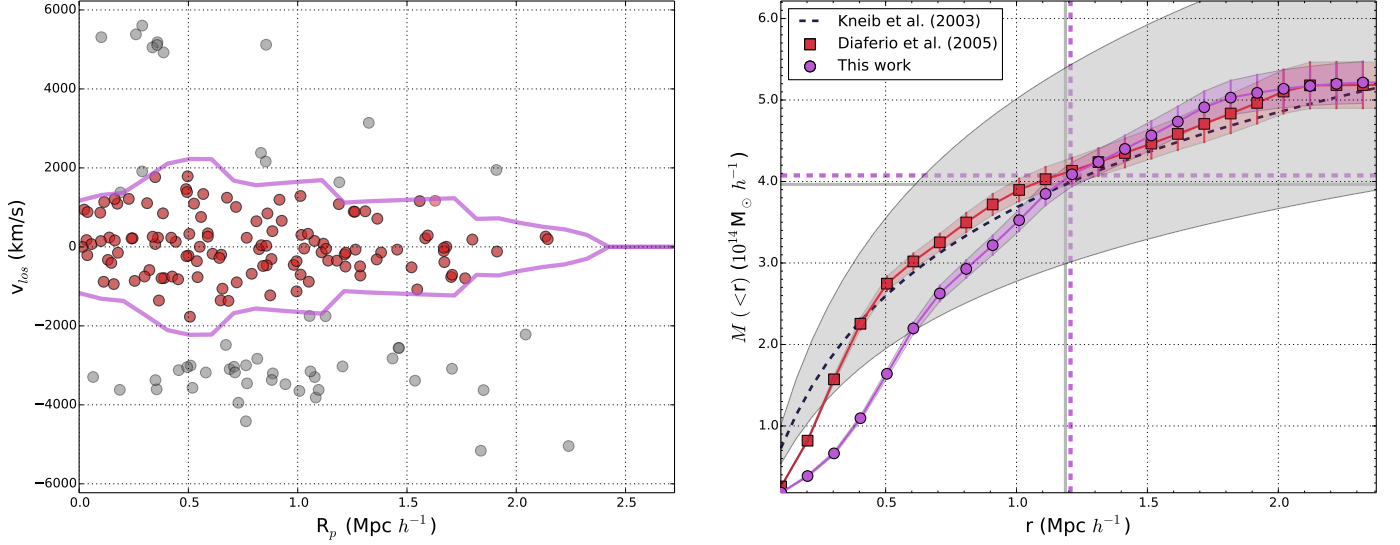 6000
4000
2000
0
−2000
−4000
−6000
v_los (km/s)
0.0 0.5 1.0 1.5 2.0 2.5
R_p (Mpc h⁻¹)
Kneib et al. (2003)
Diaferio et al. (2005)
This work
6.0
5.0
4.0
3.0
2.0
1.0
M (<r) (10¹⁴ M⊙ h⁻¹)
0.5 1.0 1.5 2.0
r (Mpc h⁻¹)